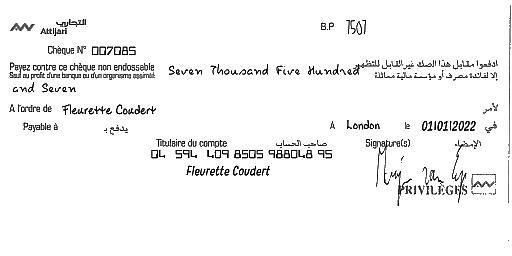 التجاري
Attijari
B.P 7507
Chèque N° 007085
Payez contre ce chèque non endossable
Seven Thousand Five Hundred
ادفعوا مقابل هذا الصك غير القابل للتظهير
Sauf au profit d'une banque ou d'un organisme assimilé
إلا لفائدة مصرف أو مؤسسة مالية مماثلة
and Seven
A l'ordre de Fleurette Coudert
لأمر
Payable à
يدفع بـ
A London le 01/01/2022 في
Titulaire du compte صاحب الحساب
Signature(s) الإمضاء
04 594 409 8505 988048 95
Fleurette Coudert
PRIVILÈGES